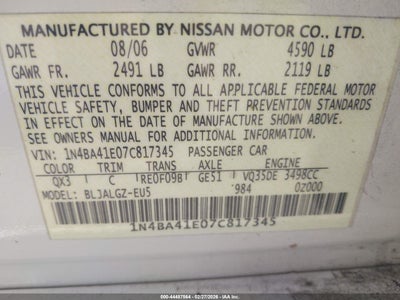 MANUFACTURED BY NISSAN MOTOR CO., LTD.
DATE 08/06 GVWR 4590 LB
GAWR FR. 2491 LB GAWR RR. 2119 LB
THIS VEHICLE CONFORMS TO ALL APPLICABLE FEDERAL MOTOR
VEHICLE SAFETY, BUMPER AND THEFT PREVENTION STANDARDS
IN EFFECT ON THE DATE OF MANUFACTURE SHOWN ABOVE.
SEE OWNERS MANUAL FOR ADDITIONAL INFORMATION.
VIN: 1N4BA41E07C817345 PASSENGER CAR
COLOR TRIM TRANS AXLE ENGINE
QX3 C RE0F09B GE51 VQ35DE 3498CC
MODEL: BLJALGZ-EU5 '984 0Z000
1N4BA41E07C817345
000-44487984 - 02/27/2026 - IAA Inc.